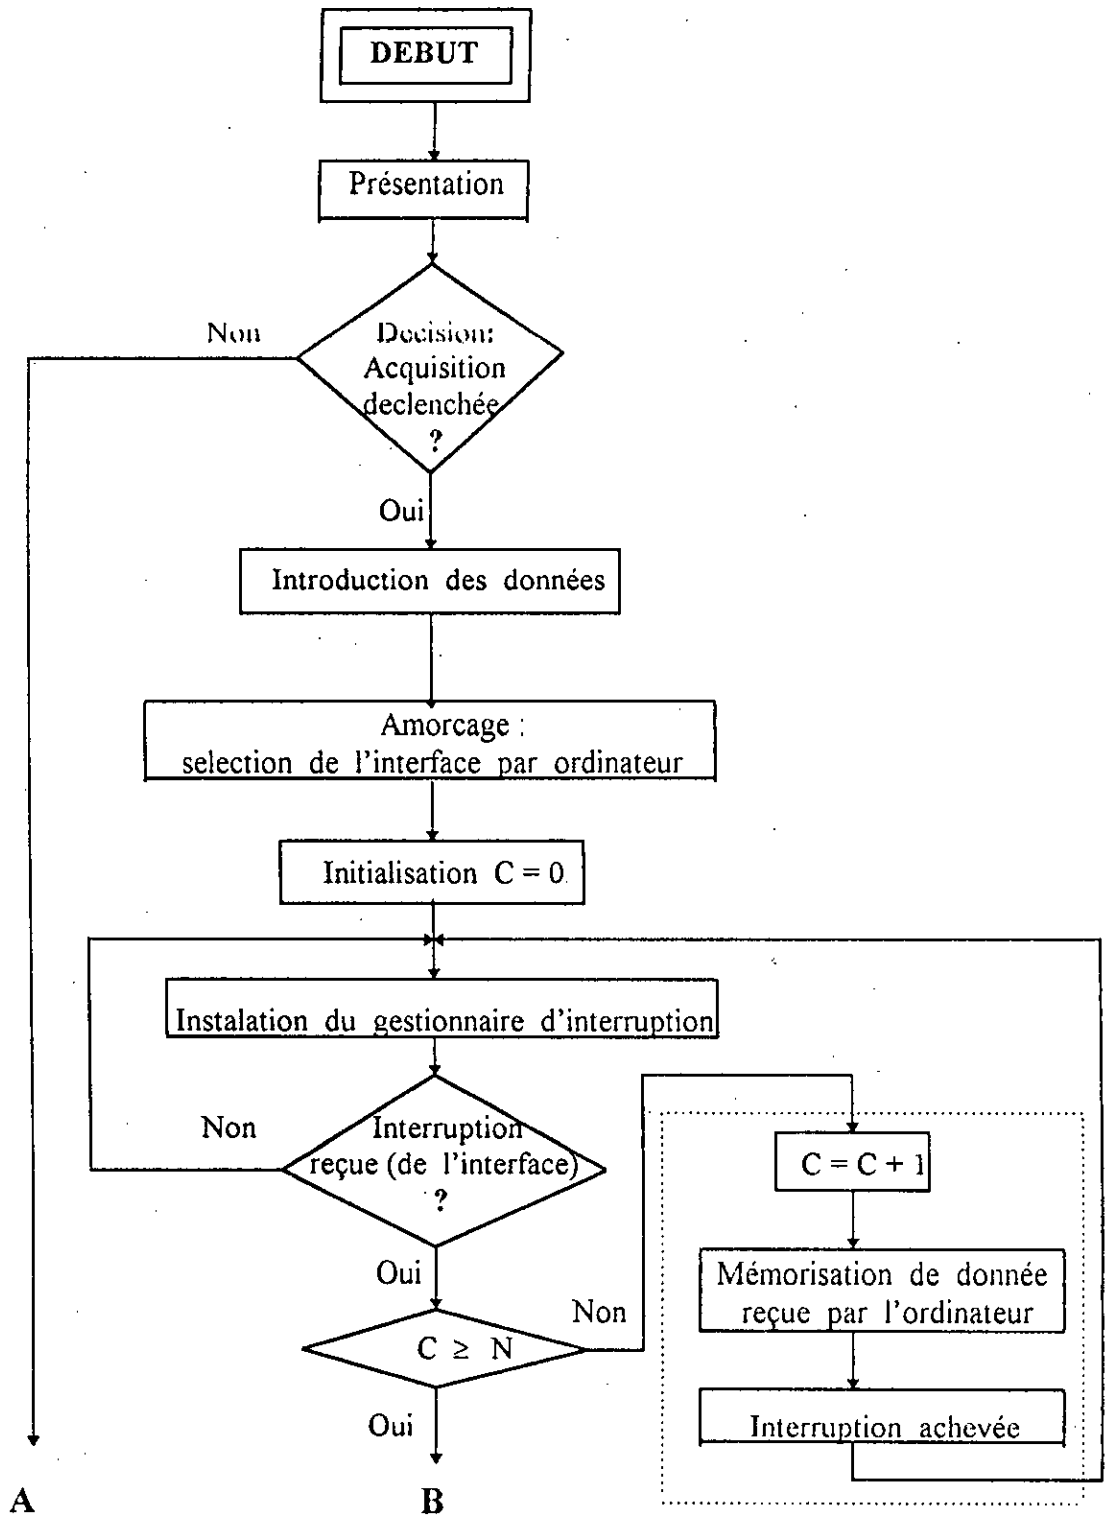 DEBUT
Présentation
Non
Decision:
Acquisition
declenchée
?
Oui
Introduction des données
Amorcage :
selection de l'interface par ordinateur
Initialisation C = 0
Instalation du gestionnaire d'interruption
Non
Interruption
reçue (de l'interface)
?
C = C + 1
Oui
Mémorisation de donnée
reçue par l'ordinateur
Non
C ≥ N
Oui
Interruption achevée
A
B